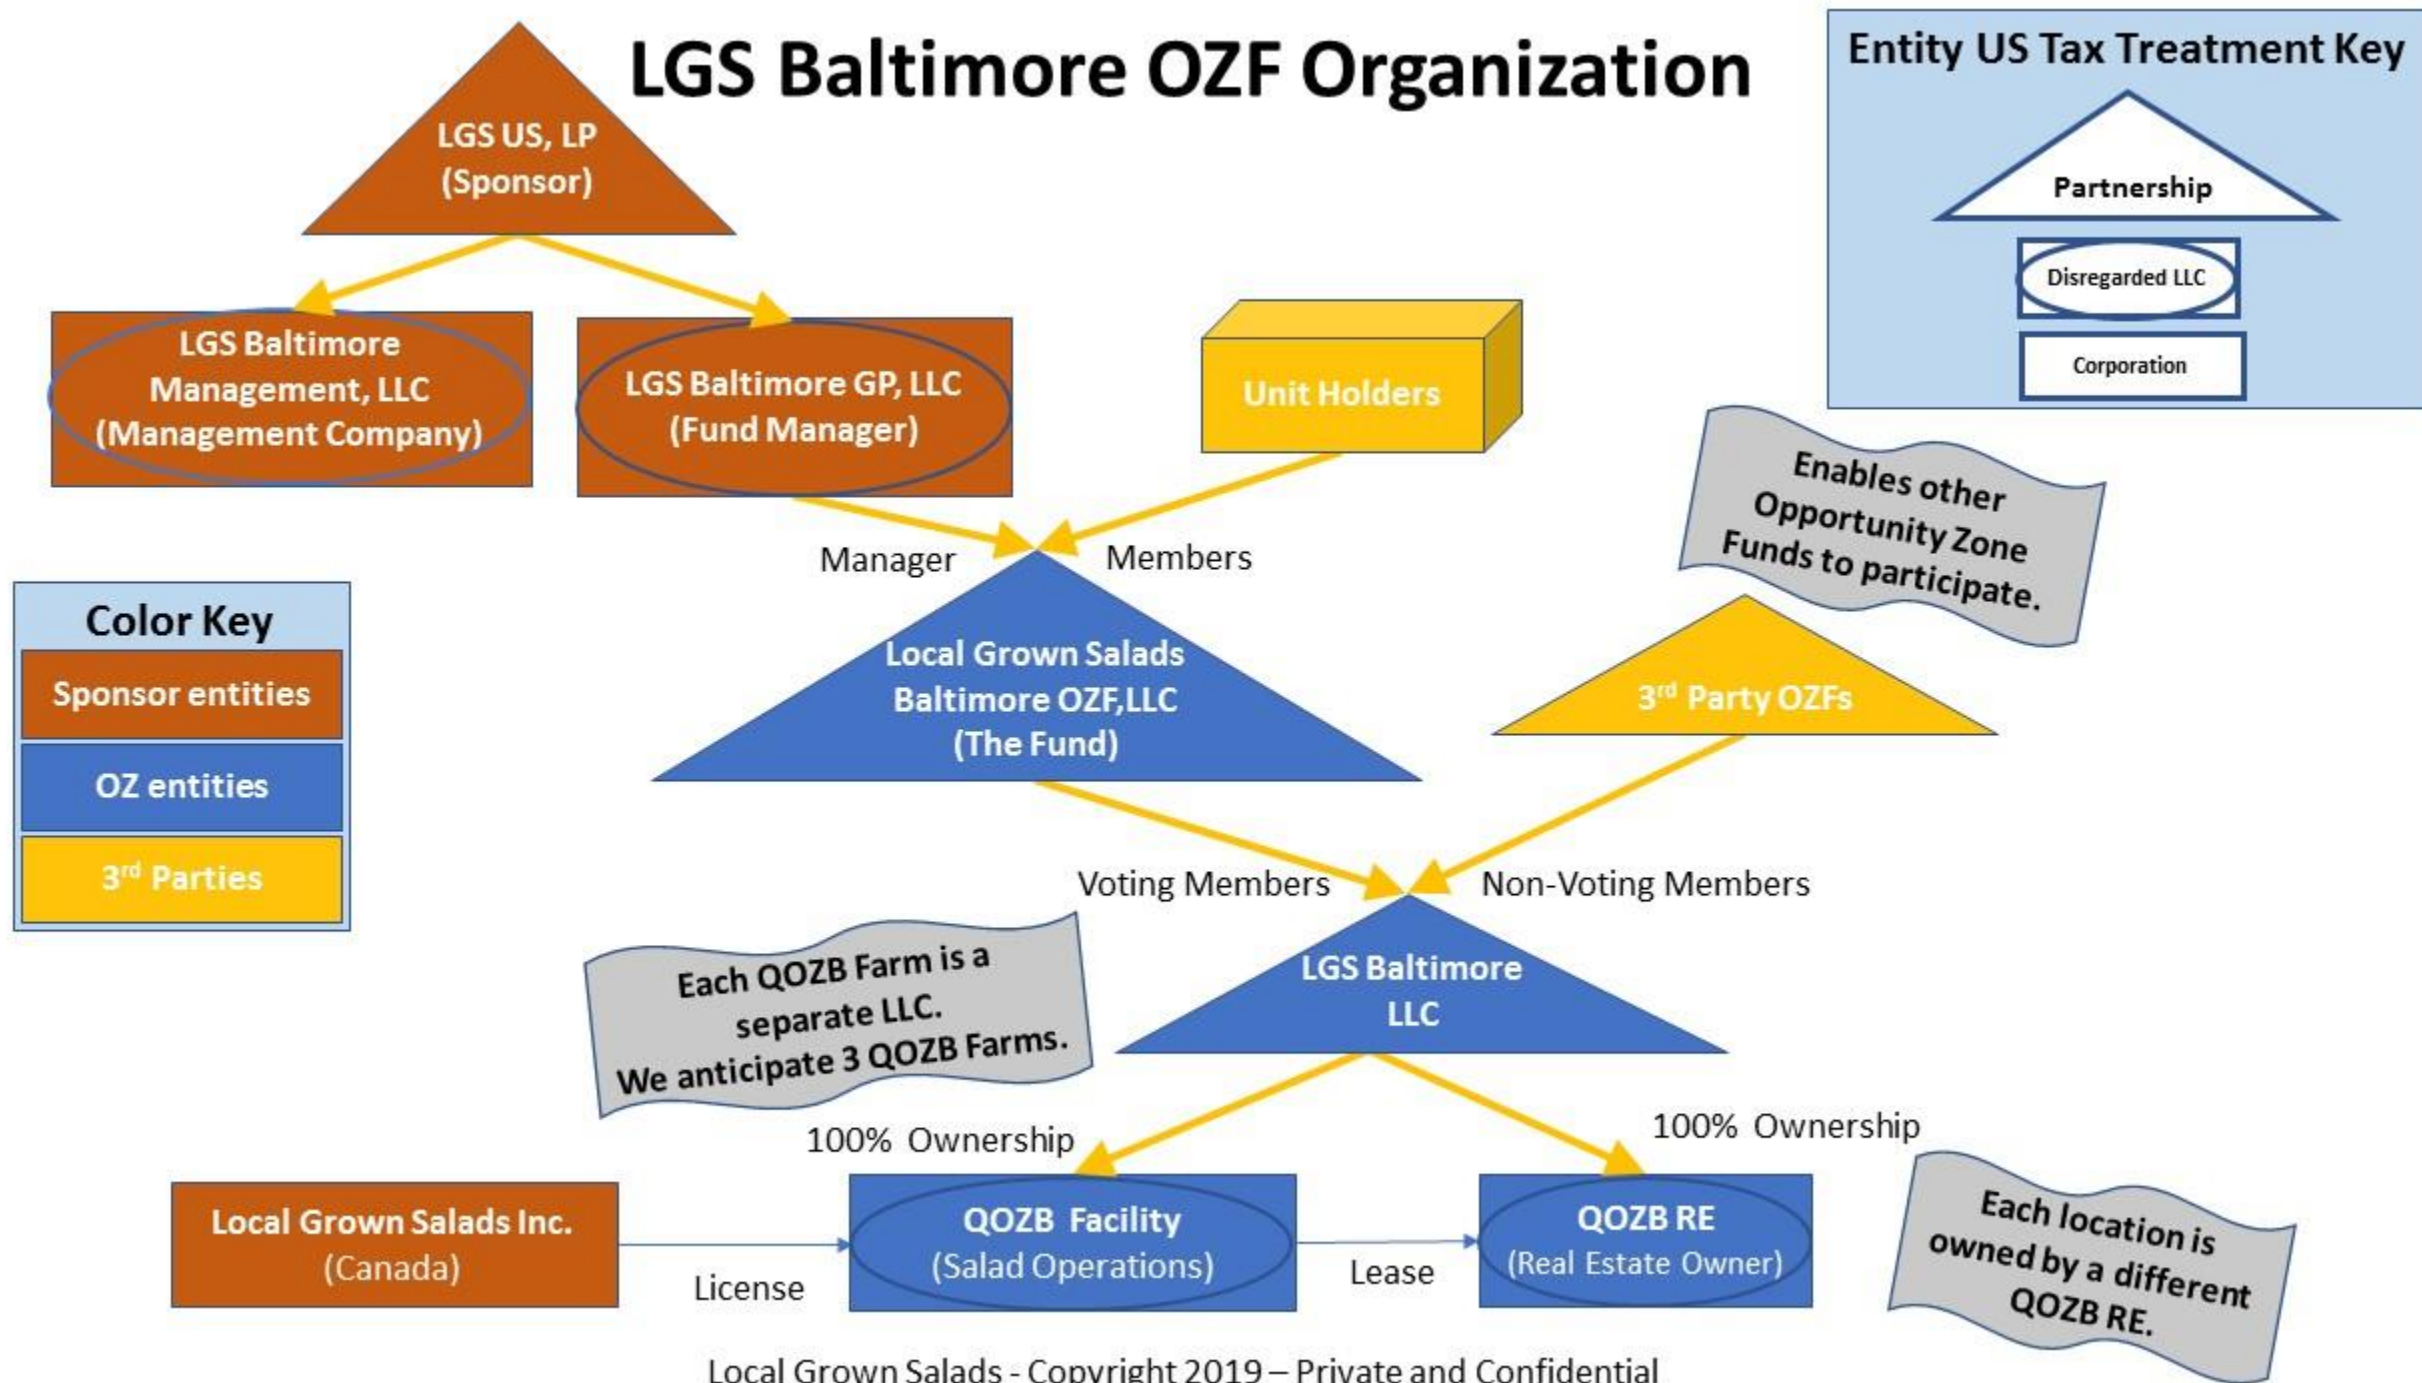 LGS Baltimore OZF Organization
Entity US Tax Treatment Key
Partnership
Disregarded LLC
Corporation
LGS US, LP
(Sponsor)
LGS Baltimore
Management, LLC
(Management Company)
LGS Baltimore GP, LLC
(Fund Manager)
Unit Holders
Enables other
Opportunity Zone
Funds to participate.
Manager
Members
Color Key
Sponsor entities
OZ entities
3rd Parties
Local Grown Salads
Baltimore OZF,LLC
(The Fund)
3rd Party OZFs
Voting Members
Non-Voting Members
LGS Baltimore
LLC
Each QOZB Farm is a
separate LLC.
We anticipate 3 QOZB Farms.
100% Ownership
100% Ownership
Local Grown Salads Inc.
(Canada)
License
QOZB Facility
(Salad Operations)
Lease
QOZB RE
(Real Estate Owner)
Each location is
owned by a different
QOZB RE.
Local Grown Salads - Copyright 2019 – Private and Confidential